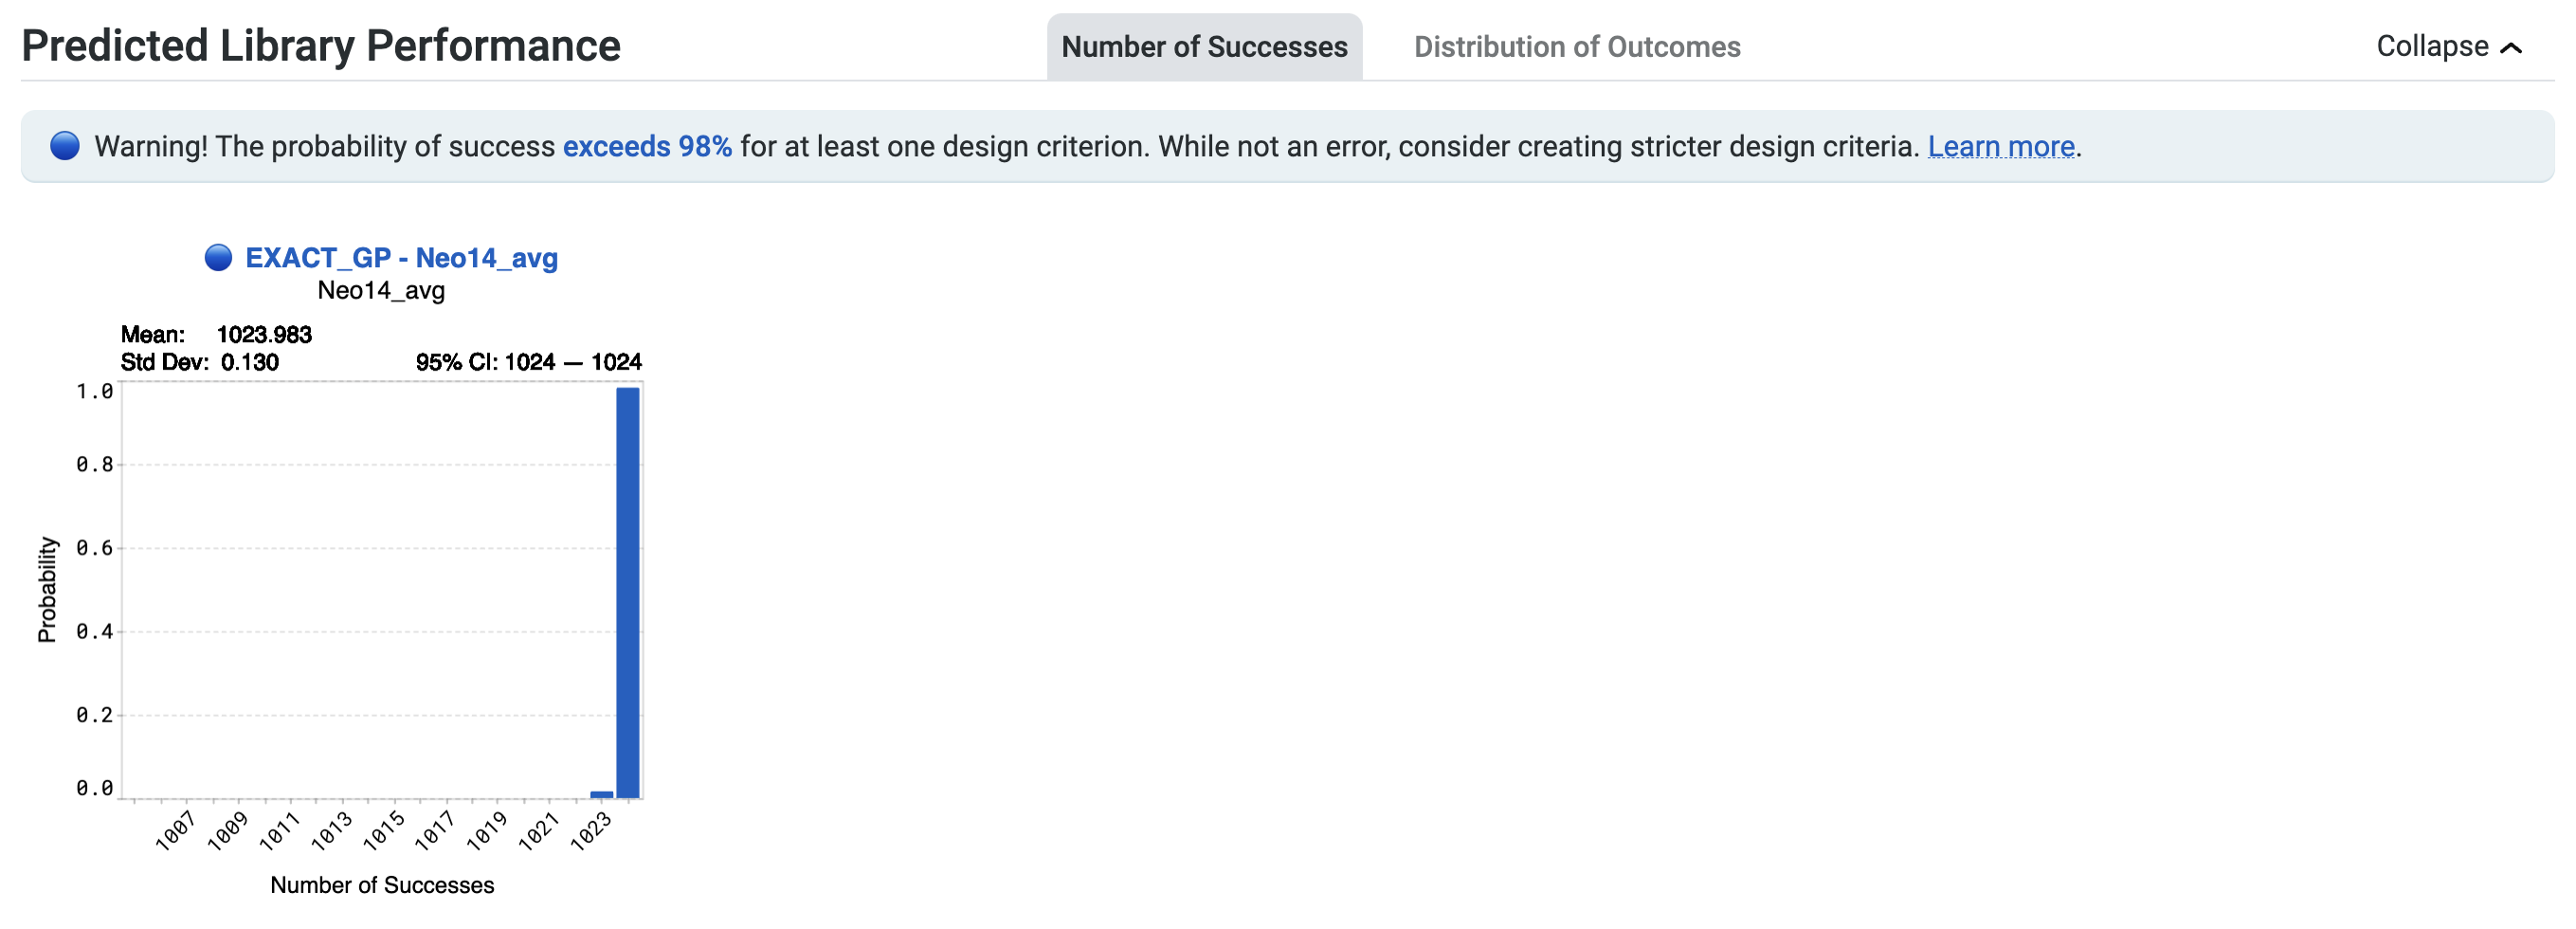 Predicted Library Performance
Number of Successes
Distribution of Outcomes
Collapse
Warning! The probability of success exceeds 98% for at least one design criterion. While not an error, consider creating stricter design criteria. Learn more.
EXACT_GP - Neo14_avg
Neo14_avg
Mean: 1023.983
Std Dev: 0.130
95% CI: 1024 — 1024
1.0
0.8
0.6
0.4
0.2
0.0
Probability
1007
1009
1011
1013
1015
1017
1019
1021
1023
Number of Successes